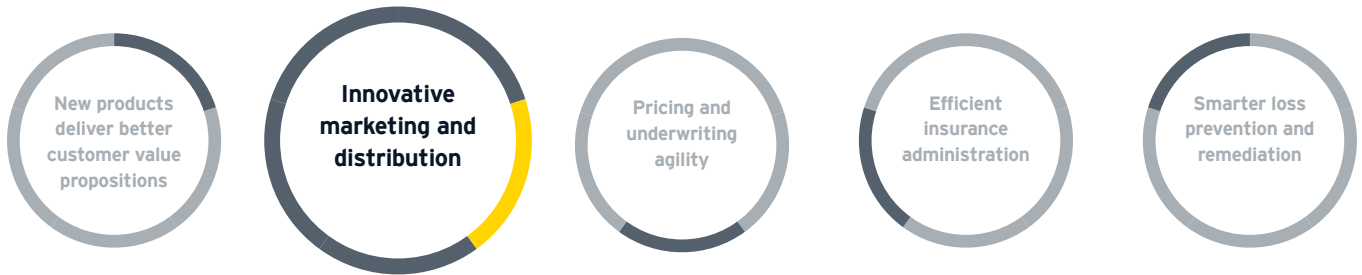 New products
deliver better
customer value
propositions
Innovative
marketing and
distribution
Pricing and
underwriting
agility
Efficient
insurance
administration
Smarter loss
prevention and
remediation